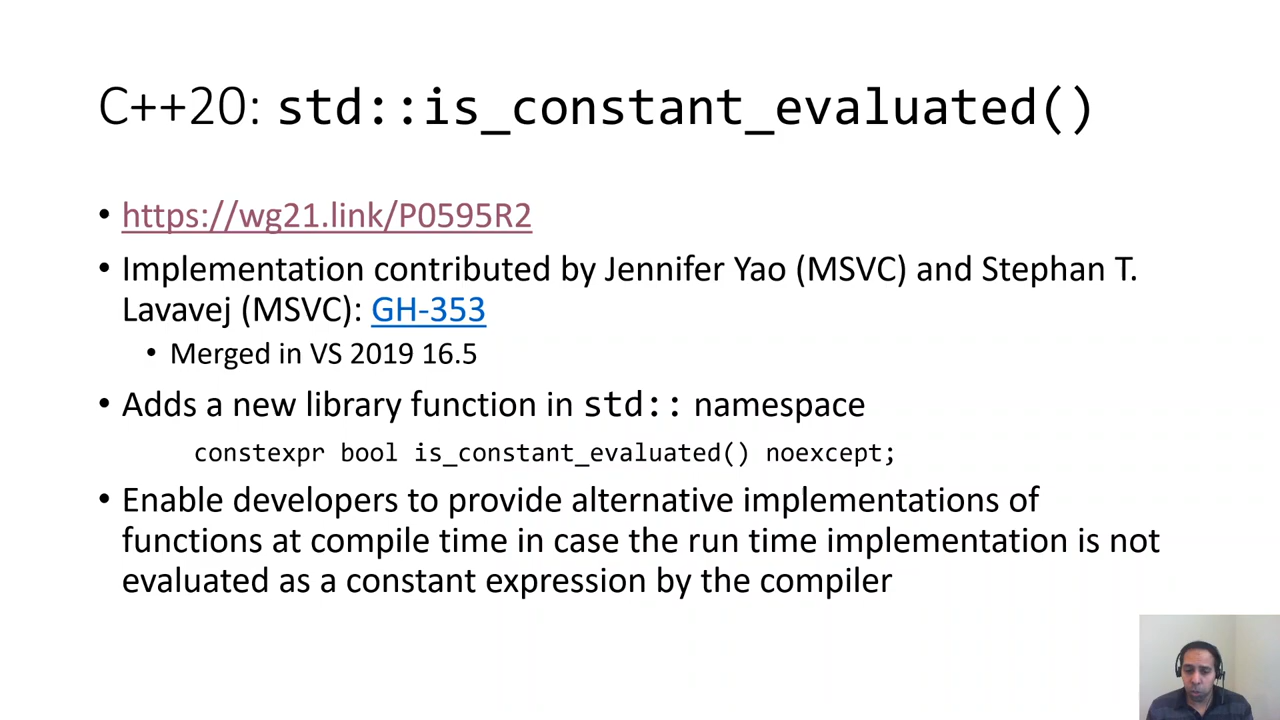 C++20: std::is_constant_evaluated()
• https://wg21.link/P0595R2
• Implementation contributed by Jennifer Yao (MSVC) and Stephan T.
Lavavej (MSVC): GH-353
• Merged in VS 2019 16.5
• Adds a new library function in std:: namespace
constexpr bool is_constant_evaluated() noexcept;
• Enable developers to provide alternative implementations of
functions at compile time in case the run time implementation is not
evaluated as a constant expression by the compiler